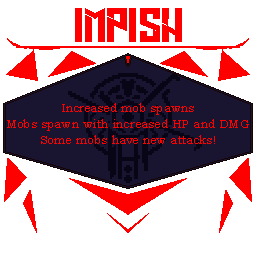 IMPISH
Increased mob spawns
Mobs spawn with increased HP and DMG
Some mobs have new attacks!